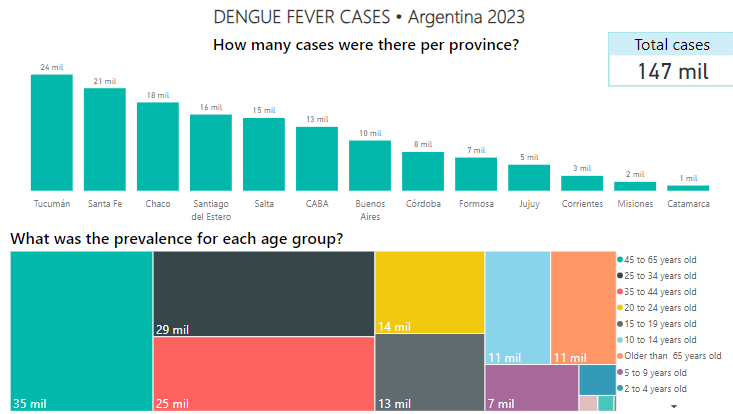 DENGUE FEVER CASES • Argentina 2023
How many cases were there per province?
Total cases
147 mil
24 mil
21 mil
18 mil
16 mil
15 mil
13 mil
10 mil
8 mil
7 mil
5 mil
3 mil
2 mil
1 mil
Tucumán
Santa Fe
Chaco
Santiago
del Estero
Salta
CABA
Buenos
Aires
Córdoba
Formosa
Jujuy
Corrientes
Misiones
Catamarca
What was the prevalence for each age group?
35 mil
29 mil
25 mil
14 mil
13 mil
11 mil
11 mil
7 mil
45 to 65 years old
25 to 34 years old
35 to 44 years old
20 to 24 years old
15 to 19 years old
10 to 14 years old
Older than 65 years old
5 to 9 years old
2 to 4 years old